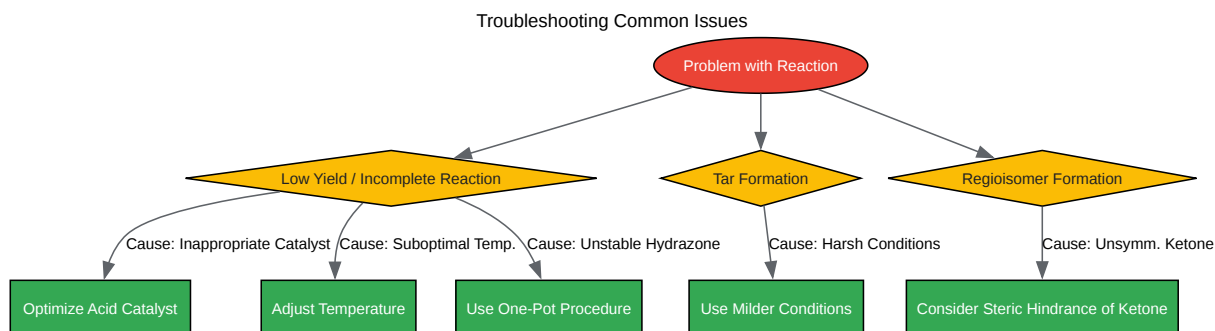 Troubleshooting Common Issues
Problem with Reaction
Low Yield / Incomplete Reaction
Tar Formation
Regioisomer Formation
Cause: Inappropriate Catalyst
Cause: Suboptimal Temp.
Cause: Unstable Hydrazone
Cause: Harsh Conditions
Cause: Unsymm. Ketone
Optimize Acid Catalyst
Adjust Temperature
Use One-Pot Procedure
Use Milder Conditions
Consider Steric Hindrance of Ketone